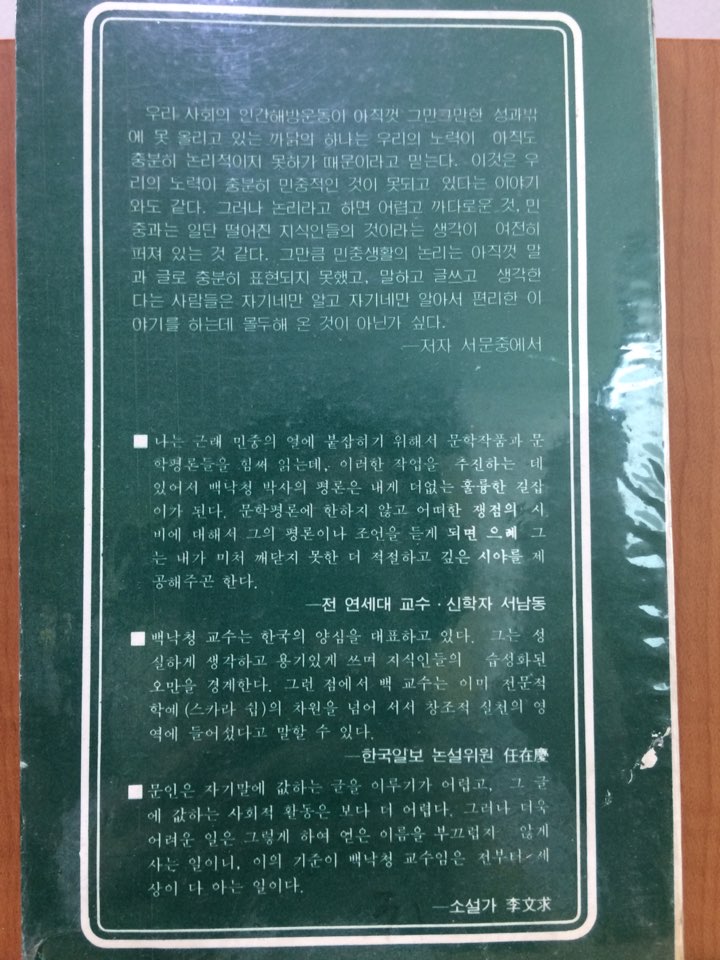 우리 사회의 인간해방운동이 아직껏 그만그만한 성과밖
에 못 올리고 있는 까닭의 하나는 우리의 노력이 아직도
충분히 논리적이지 못하기 때문이라고 믿는다. 이것은 우
리의 노력이 충분히 민중적인 것이 못되고 있다는 이야기
와도 같다. 그러나 논리라고 하면 어렵고 까다로운 것, 민
중과는 일단 떨어진 지식인들의 것이라는 생각이 여전히
퍼져 있는 것 같다. 그만큼 민중생활의 논리는 아직껏 말
과 글로 충분히 표현되지 못했고, 말하고 글쓰고 생각한
다는 사람들은 자기네만 알고 자기네만 알아서 편리한 이
야기를 하는데 몰두해 온 것이 아닌가 싶다.
—저자 서문중에서
■ 나는 근래 민중의 얼에 붙잡히기 위해서 문학작품과 문
학평론들을 힘써 읽는데, 이러한 작업을 추진하는 데
있어서 백낙청 박사의 평론은 내게 더없는 훌륭한 길잡
이가 된다. 문학평론에 한하지 않고 어떠한 쟁점의 시
비에 대해서 그의 평론이나 조언을 듣게 되면 으례 그
는 내가 미처 깨닫지 못한 더 적절하고 깊은 시야를 제
공해주곤 한다.
—전 연세대 교수·신학자 서남동
■ 백낙청 교수는 한국의 양심을 대표하고 있다. 그는 성
실하게 생각하고 용기있게 쓰며 지식인들의 습성화된
오만을 경계한다. 그런 점에서 백 교수는 이미 전문적
학예(스카라 쉽)의 차원을 넘어 서서 창조적 실천의 영
역에 들어섰다고 말할 수 있다.
—한국일보 논설위원 任在慶
■ 문인은 자기말에 값하는 글을 이루기가 어렵고, 그 글
에 값하는 사회적 활동은 보다 더 어렵다. 그러나 더욱
어려운 일은 그렇게 하여 얻은 이름을 부끄럽지 않게
사는 일이니, 이의 기준이 백낙청 교수임은 전부터 세
상이 다 아는 일이다.
—소설가 李文求